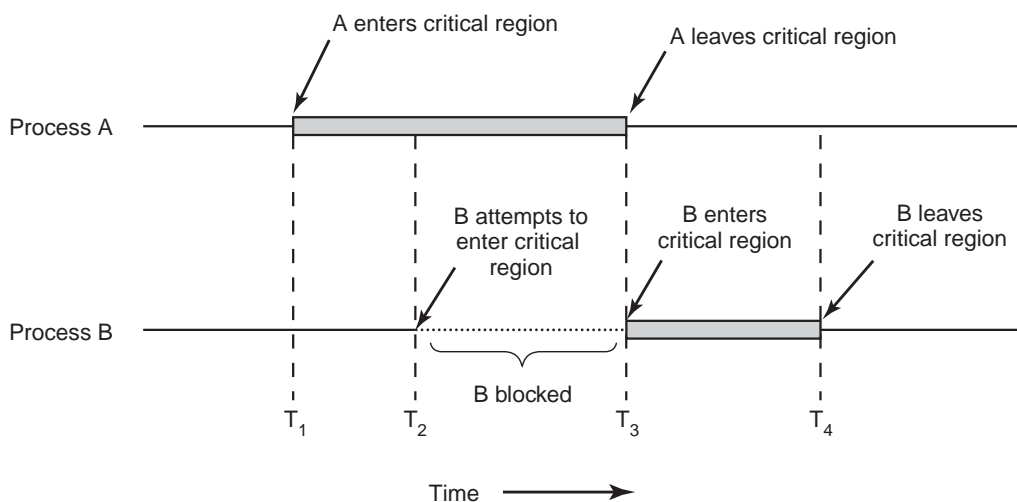 A enters critical region
A leaves critical region
Process A
B attempts to
enter critical
region
B enters
critical region
B leaves
critical region
Process B
B blocked
T1
T2
T3
T4
Time